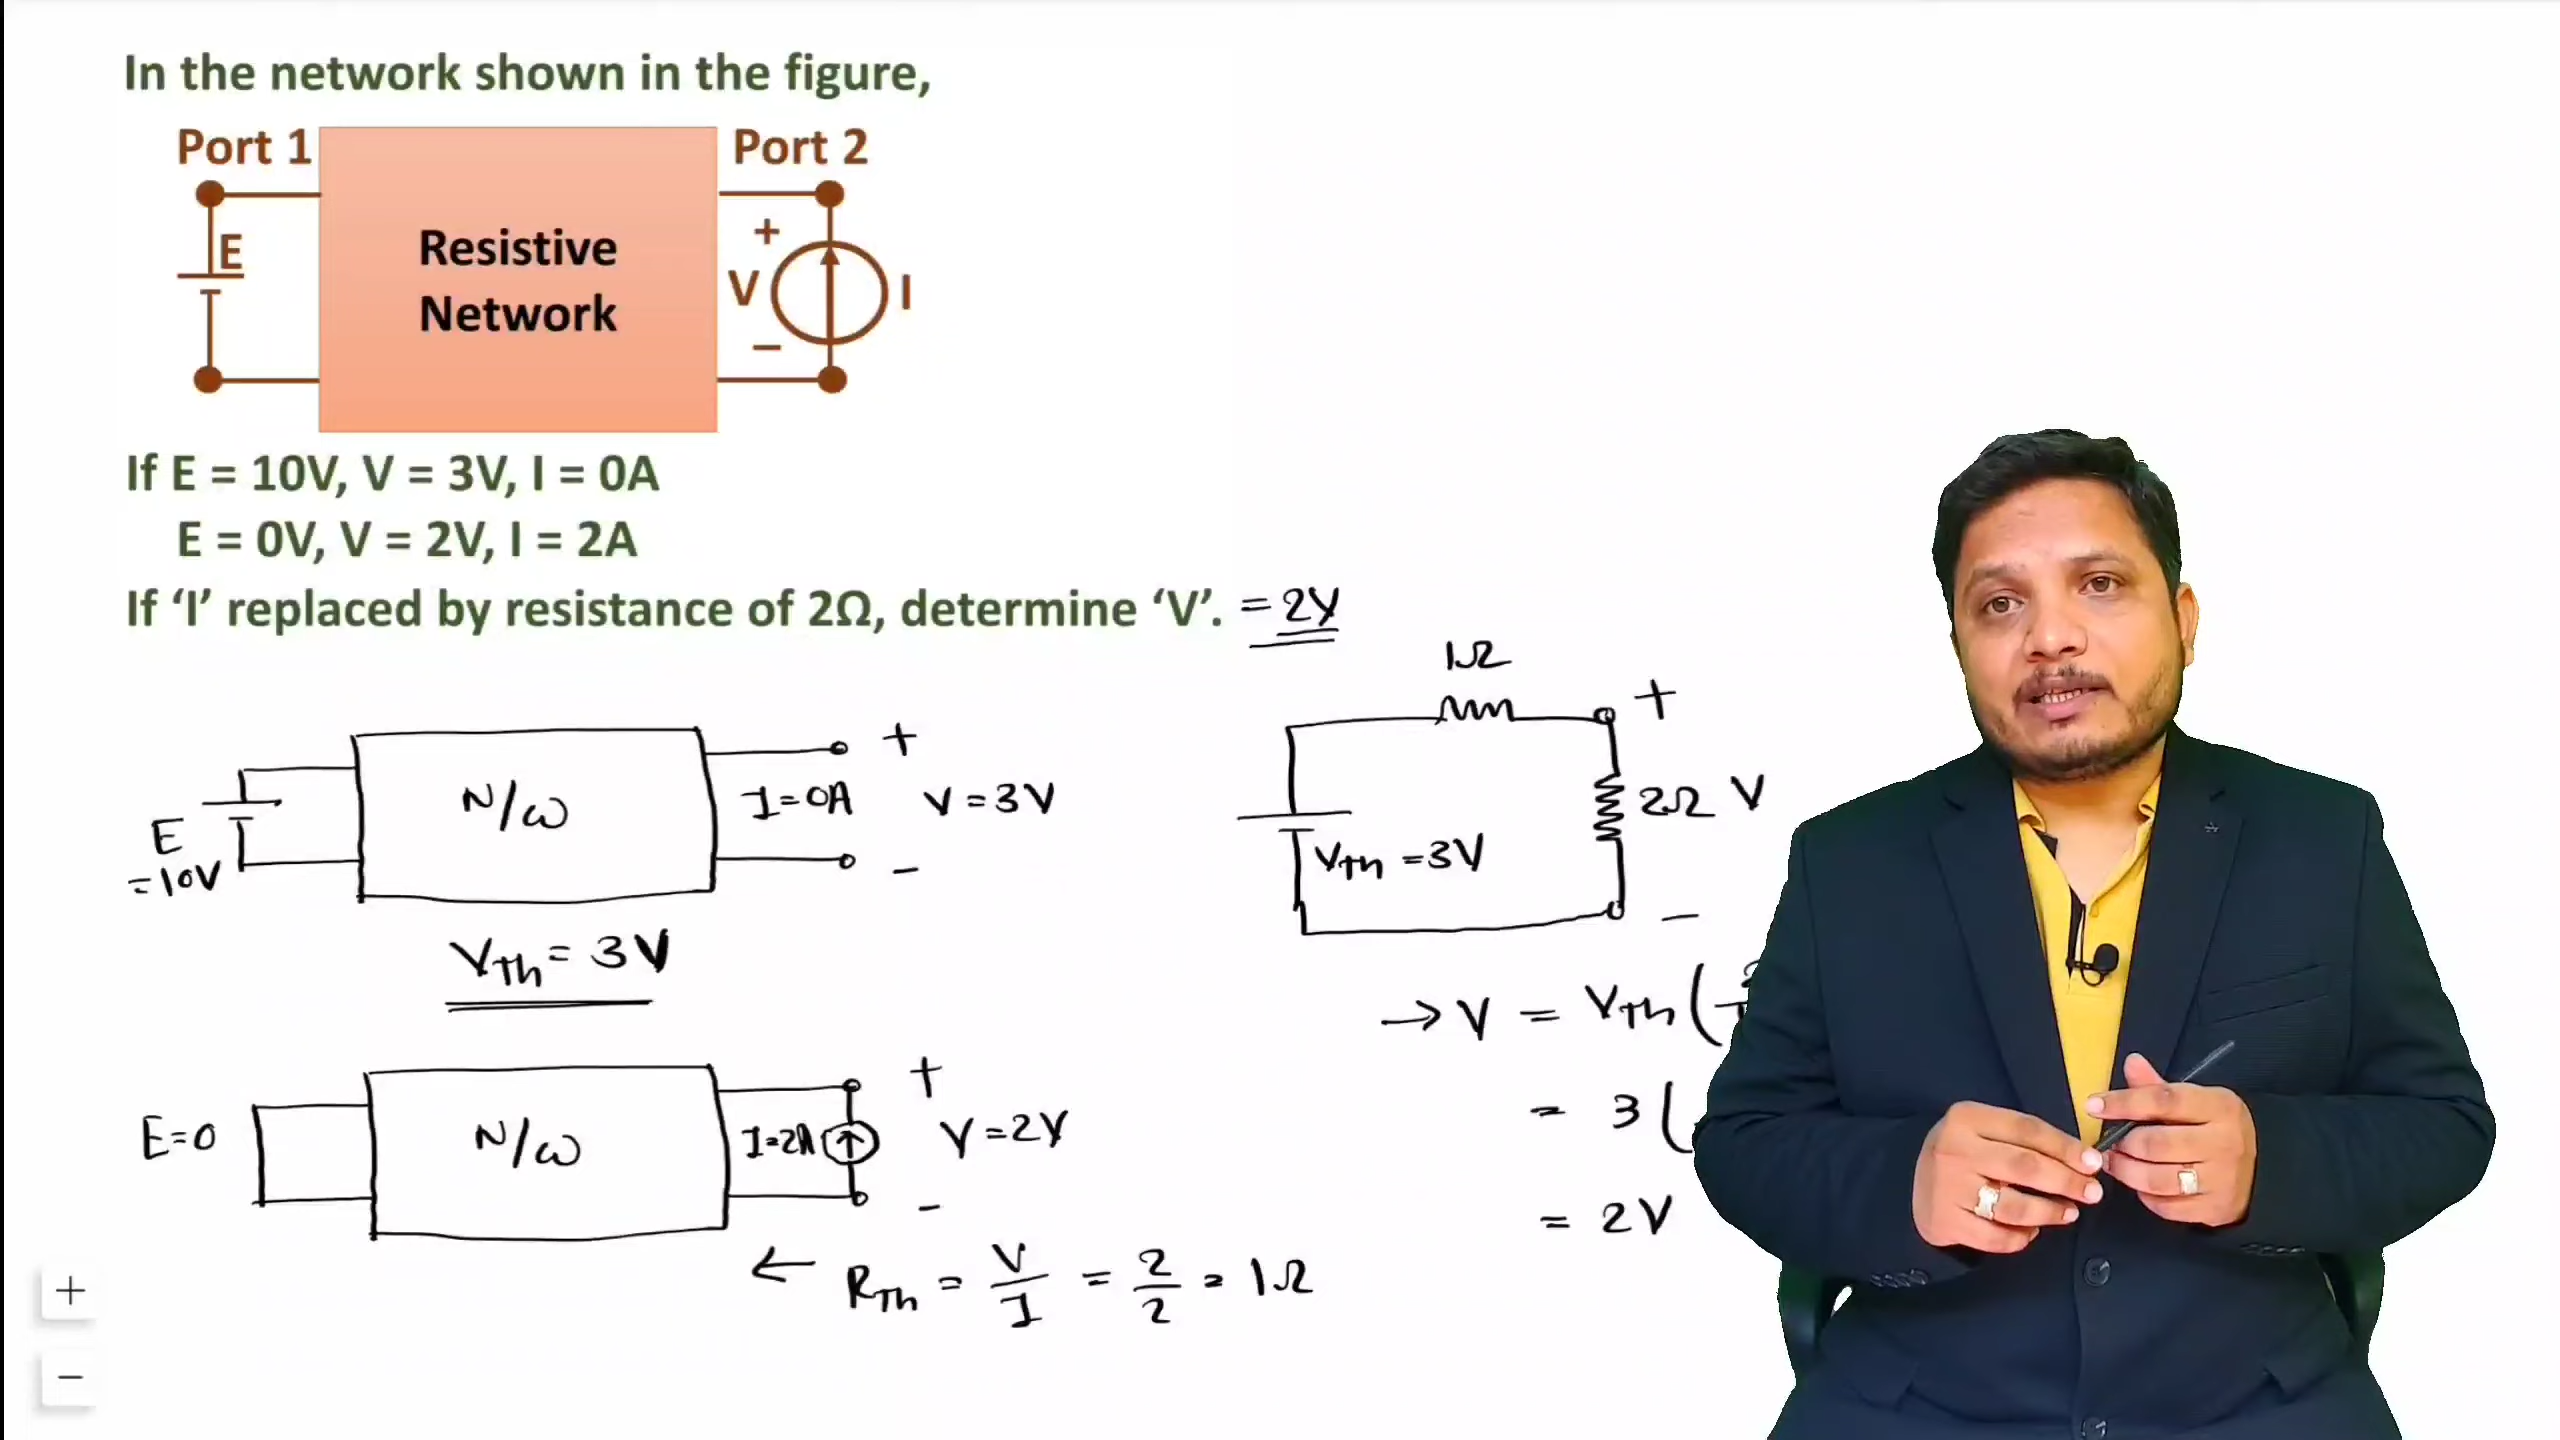 In the network shown in the figure,
Port 1
Port 2
E
Resistive
Network
+
V
I
−
If E = 10V, V = 3V, I = 0A
E = 0V, V = 2V, I = 2A
If ‘I’ replaced by resistance of 2Ω, determine ‘V’. = 2V
N/ω
E
=10V
+
I=0A V = 3V
−
VTh = 3V
E=0
N/ω
+
I=2A V = 2V
−
← RTh = V/I = 2/2 = 1Ω
1Ω
+
2Ω V
VTh = 3V
−
→ V = VTh (
= 3 (
= 2V
+
−